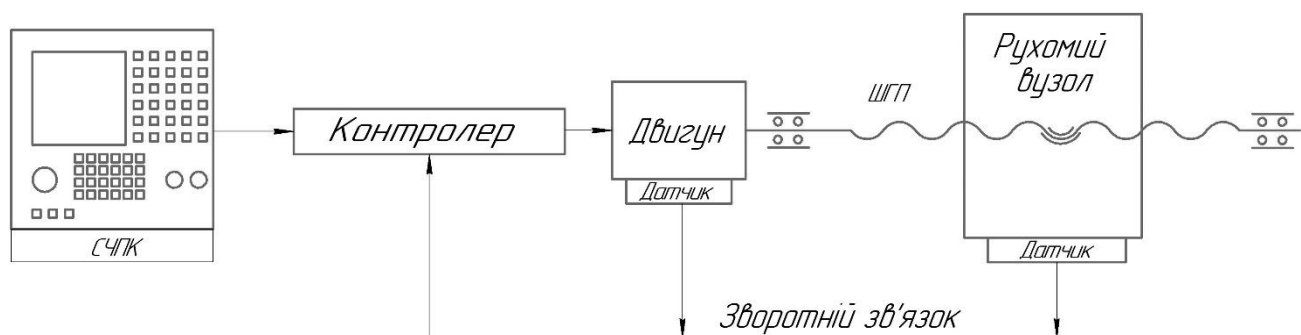 СЧПК
Контролер
Двигун
Датчик
ШГП
Рухомий
вузол
Датчик
Зворотній зв'язок